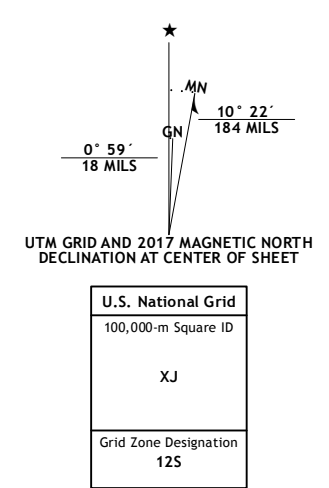 ★
MN
GN
10° 22´
184 MILS
0° 59´
18 MILS
UTM GRID AND 2017 MAGNETIC NORTH
DECLINATION AT CENTER OF SHEET
U.S. National Grid
100,000-m Square ID
XJ
Grid Zone Designation
12S